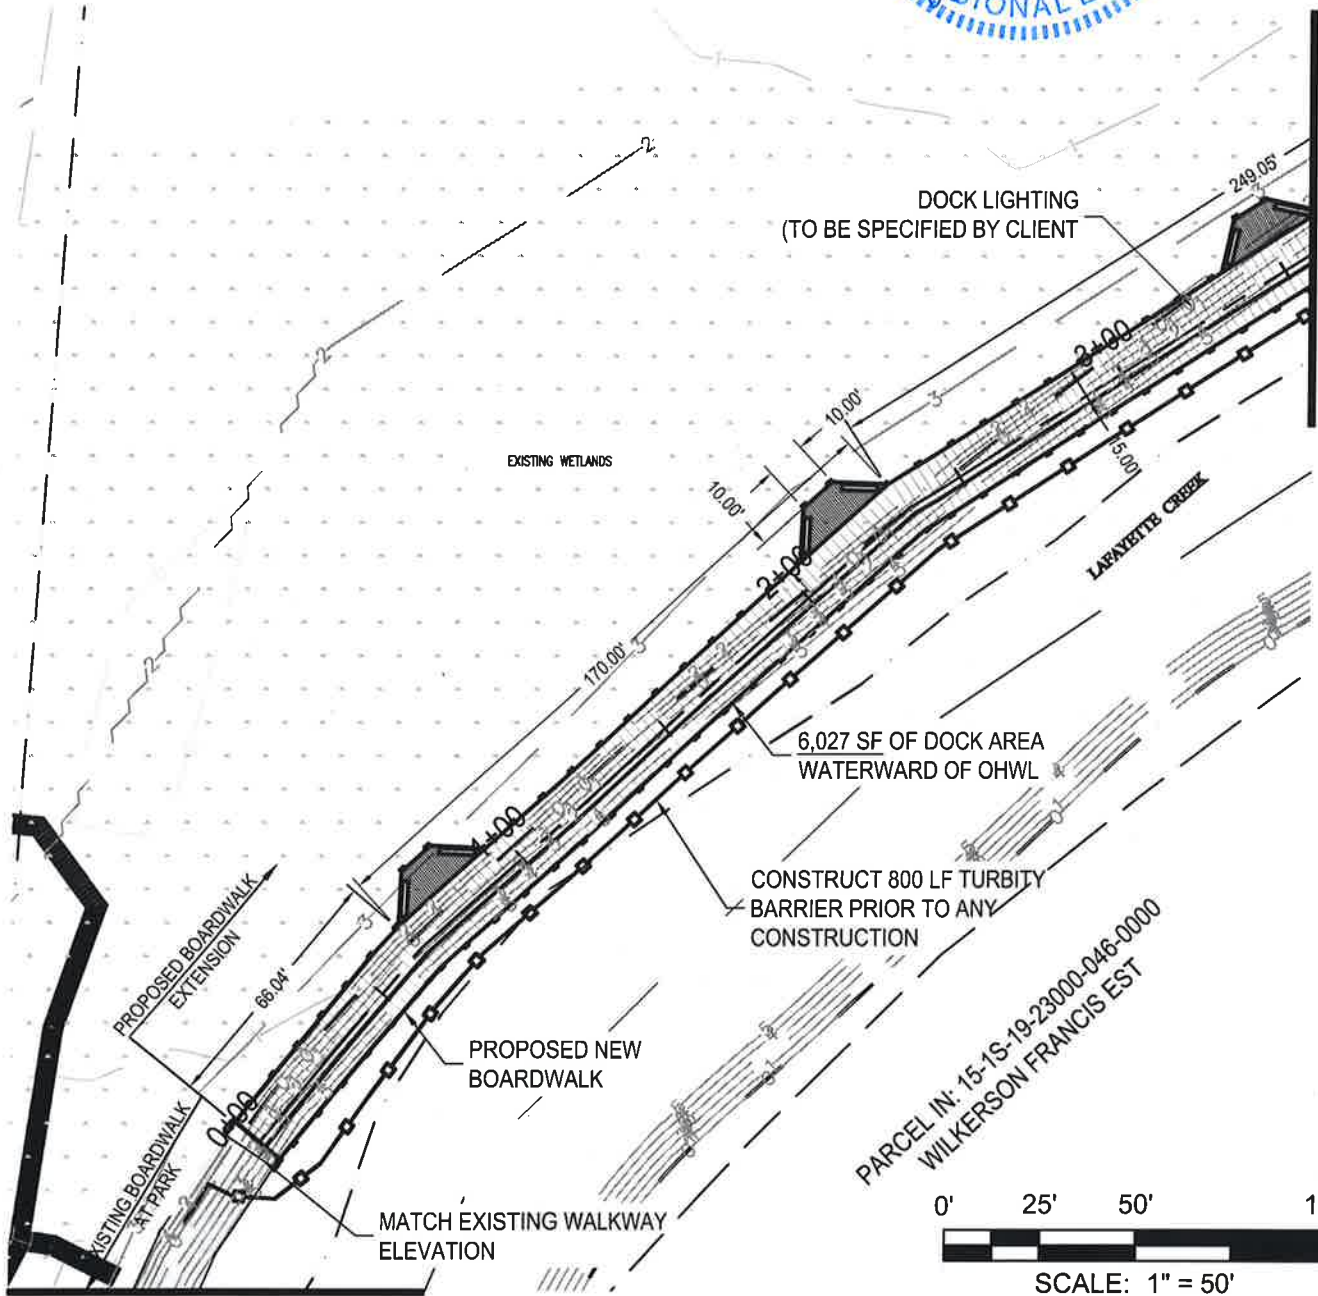 DOCK LIGHTING
(TO BE SPECIFIED BY CLIENT
249.05'
3+00
10.00'
10.00'
15.00'
EXISTING WETLANDS
LAFAYETTE CREEK
2+00
170.00'
6,027 SF OF DOCK AREA
WATERWARD OF OHWL
1+00
CONSTRUCT 800 LF TURBITY
BARRIER PRIOR TO ANY
CONSTRUCTION
PROPOSED BOARDWALK
EXTENSION
66.04'
PROPOSED NEW
BOARDWALK
PARCEL IN: 15-1S-19-23000-046-0000
WILKERSON FRANCIS EST
0+00
XISTING BOARDWALK
AT PARK
MATCH EXISTING WALKWAY
ELEVATION
0' 25' 50' 1
SCALE: 1" = 50'